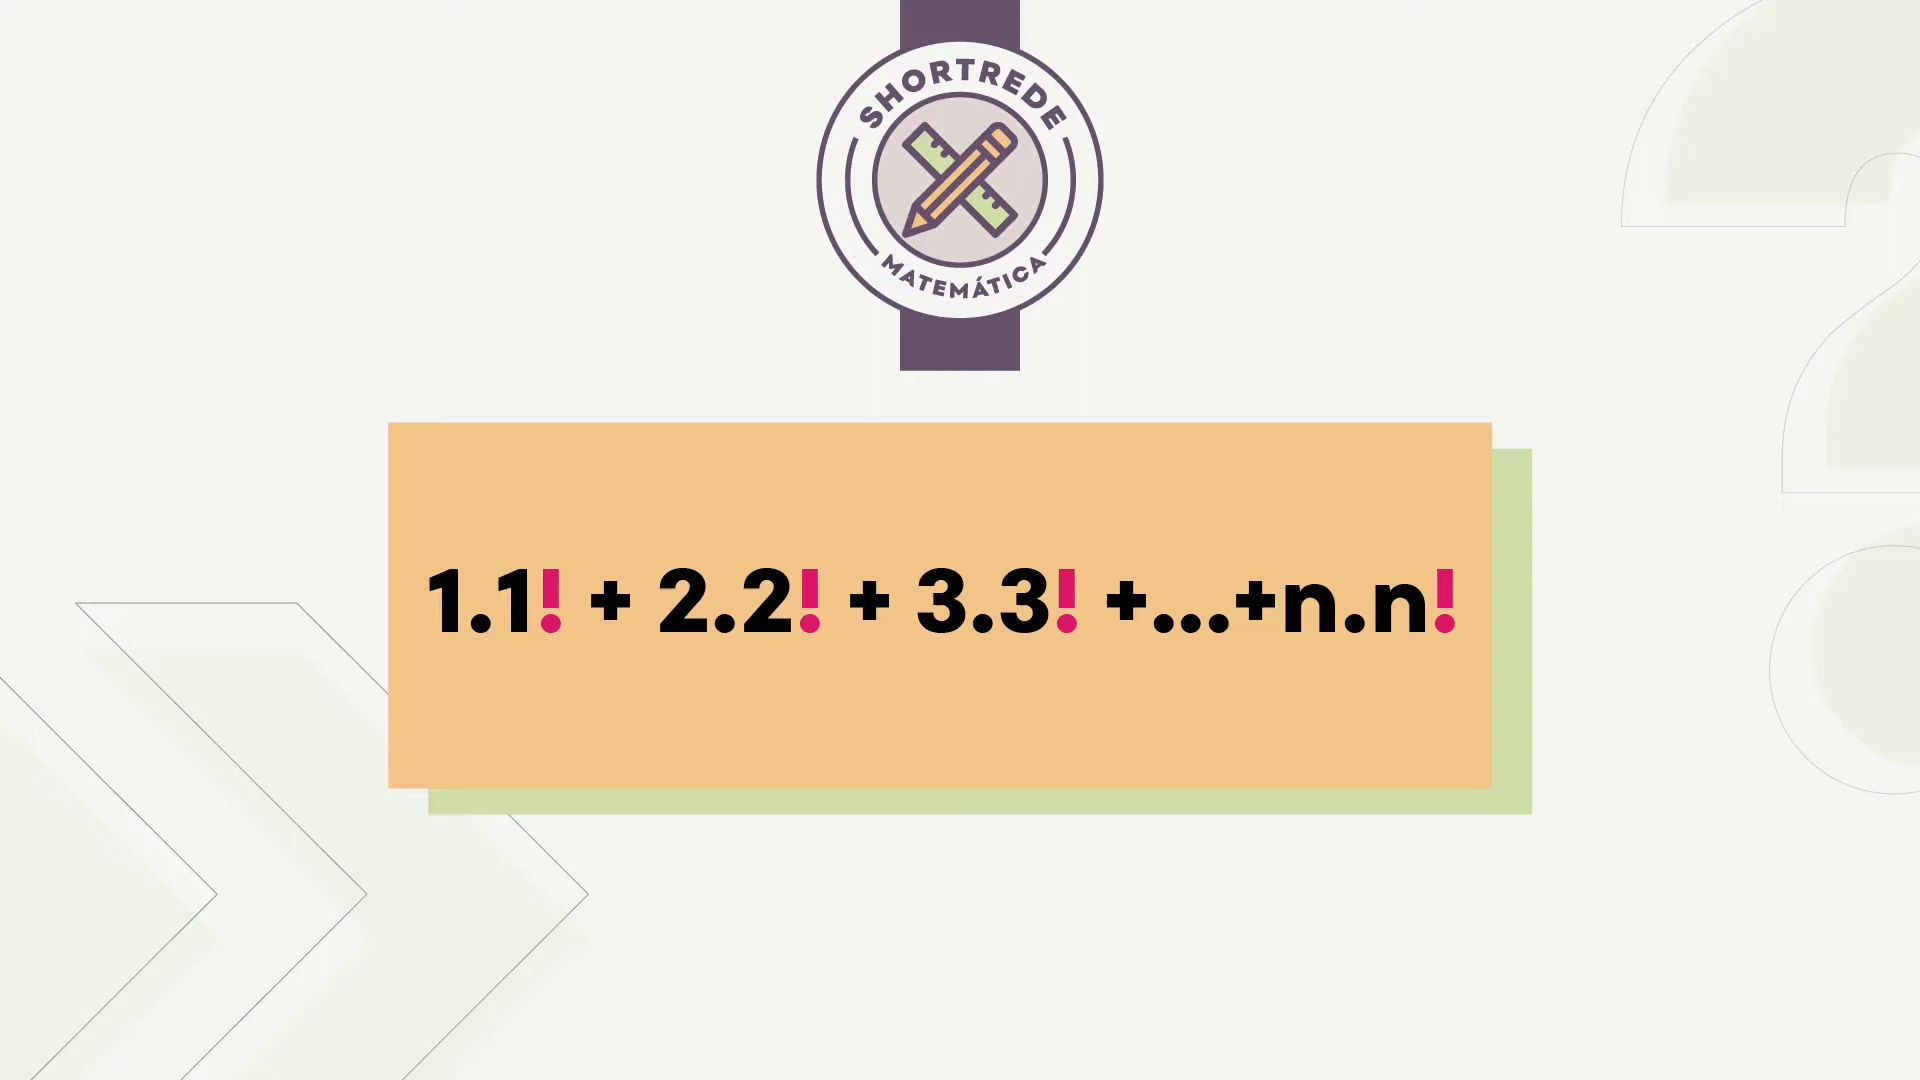 SHORTREDE
MATEMÁTICA
1.1! + 2.2! + 3.3! +...+n.n!